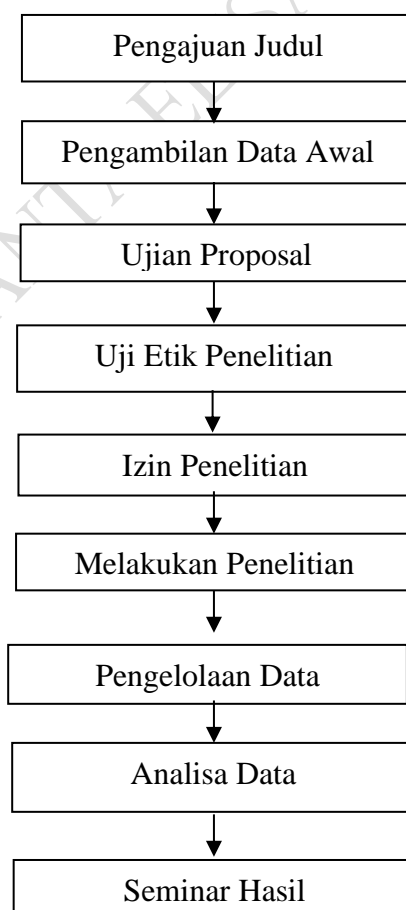 Pengajuan Judul
Pengambilan Data Awal
Ujian Proposal
Uji Etik Penelitian
Izin Penelitian
Melakukan Penelitian
Pengelolaan Data
Analisa Data
Seminar Hasil